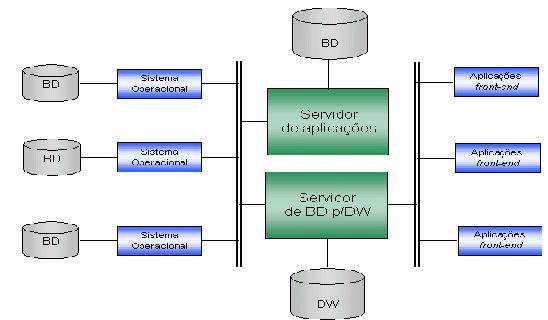 BD
BD
Sistema
Operacional
Servidor
de aplicações
Aplicações
front-end
BD
Sistema
Operacional
Aplicações
front-end
Servidor
de BD p/DW
BD
Sistema
Operacional
Aplicações
front-end
DW